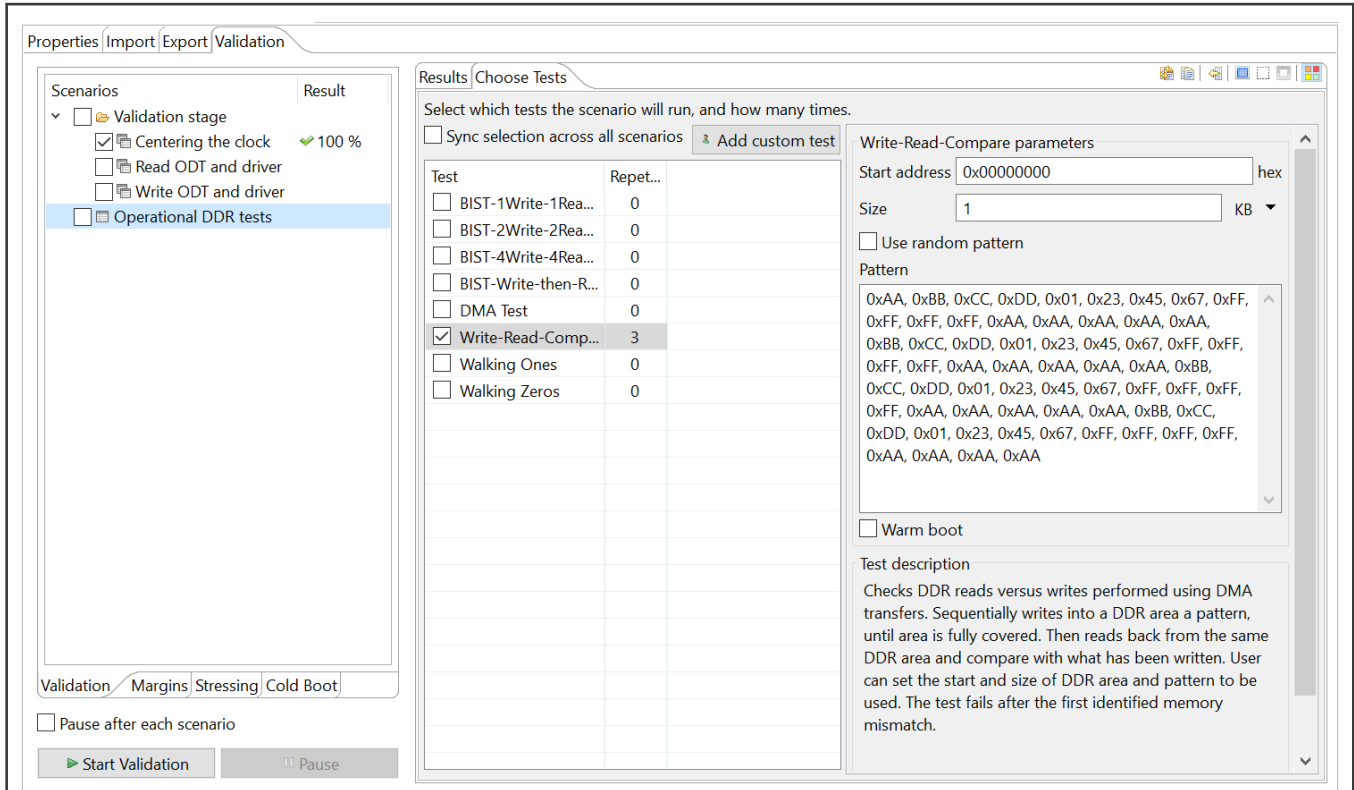 Properties Import Export Validation
Scenarios Result
Validation stage
Centering the clock 100 %
Read ODT and driver
Write ODT and driver
Operational DDR tests
Validation Margins Stressing Cold Boot
Pause after each scenario
Start Validation Pause
Results Choose Tests
Select which tests the scenario will run, and how many times.
Sync selection across all scenarios Add custom test
Test Repet...
BIST-1Write-1Rea... 0
BIST-2Write-2Rea... 0
BIST-4Write-4Rea... 0
BIST-Write-then-R... 0
DMA Test 0
Write-Read-Comp... 3
Walking Ones 0
Walking Zeros 0
Write-Read-Compare parameters
Start address 0x00000000 hex
Size 1 KB
Use random pattern
Pattern
0xAA, 0xBB, 0xCC, 0xDD, 0x01, 0x23, 0x45, 0x67, 0xFF,
0xFF, 0xFF, 0xFF, 0xAA, 0xAA, 0xAA, 0xAA, 0xAA,
0xBB, 0xCC, 0xDD, 0x01, 0x23, 0x45, 0x67, 0xFF, 0xFF,
0xFF, 0xFF, 0xAA, 0xAA, 0xAA, 0xAA, 0xAA, 0xBB,
0xCC, 0xDD, 0x01, 0x23, 0x45, 0x67, 0xFF, 0xFF, 0xFF,
0xFF, 0xAA, 0xAA, 0xAA, 0xAA, 0xAA, 0xBB, 0xCC,
0xDD, 0x01, 0x23, 0x45, 0x67, 0xFF, 0xFF, 0xFF, 0xFF,
0xAA, 0xAA, 0xAA, 0xAA
Warm boot
Test description
Checks DDR reads versus writes performed using DMA
transfers. Sequentially writes into a DDR area a pattern,
until area is fully covered. Then reads back from the same
DDR area and compare with what has been written. User
can set the start and size of DDR area and pattern to be
used. The test fails after the first identified memory
mismatch.